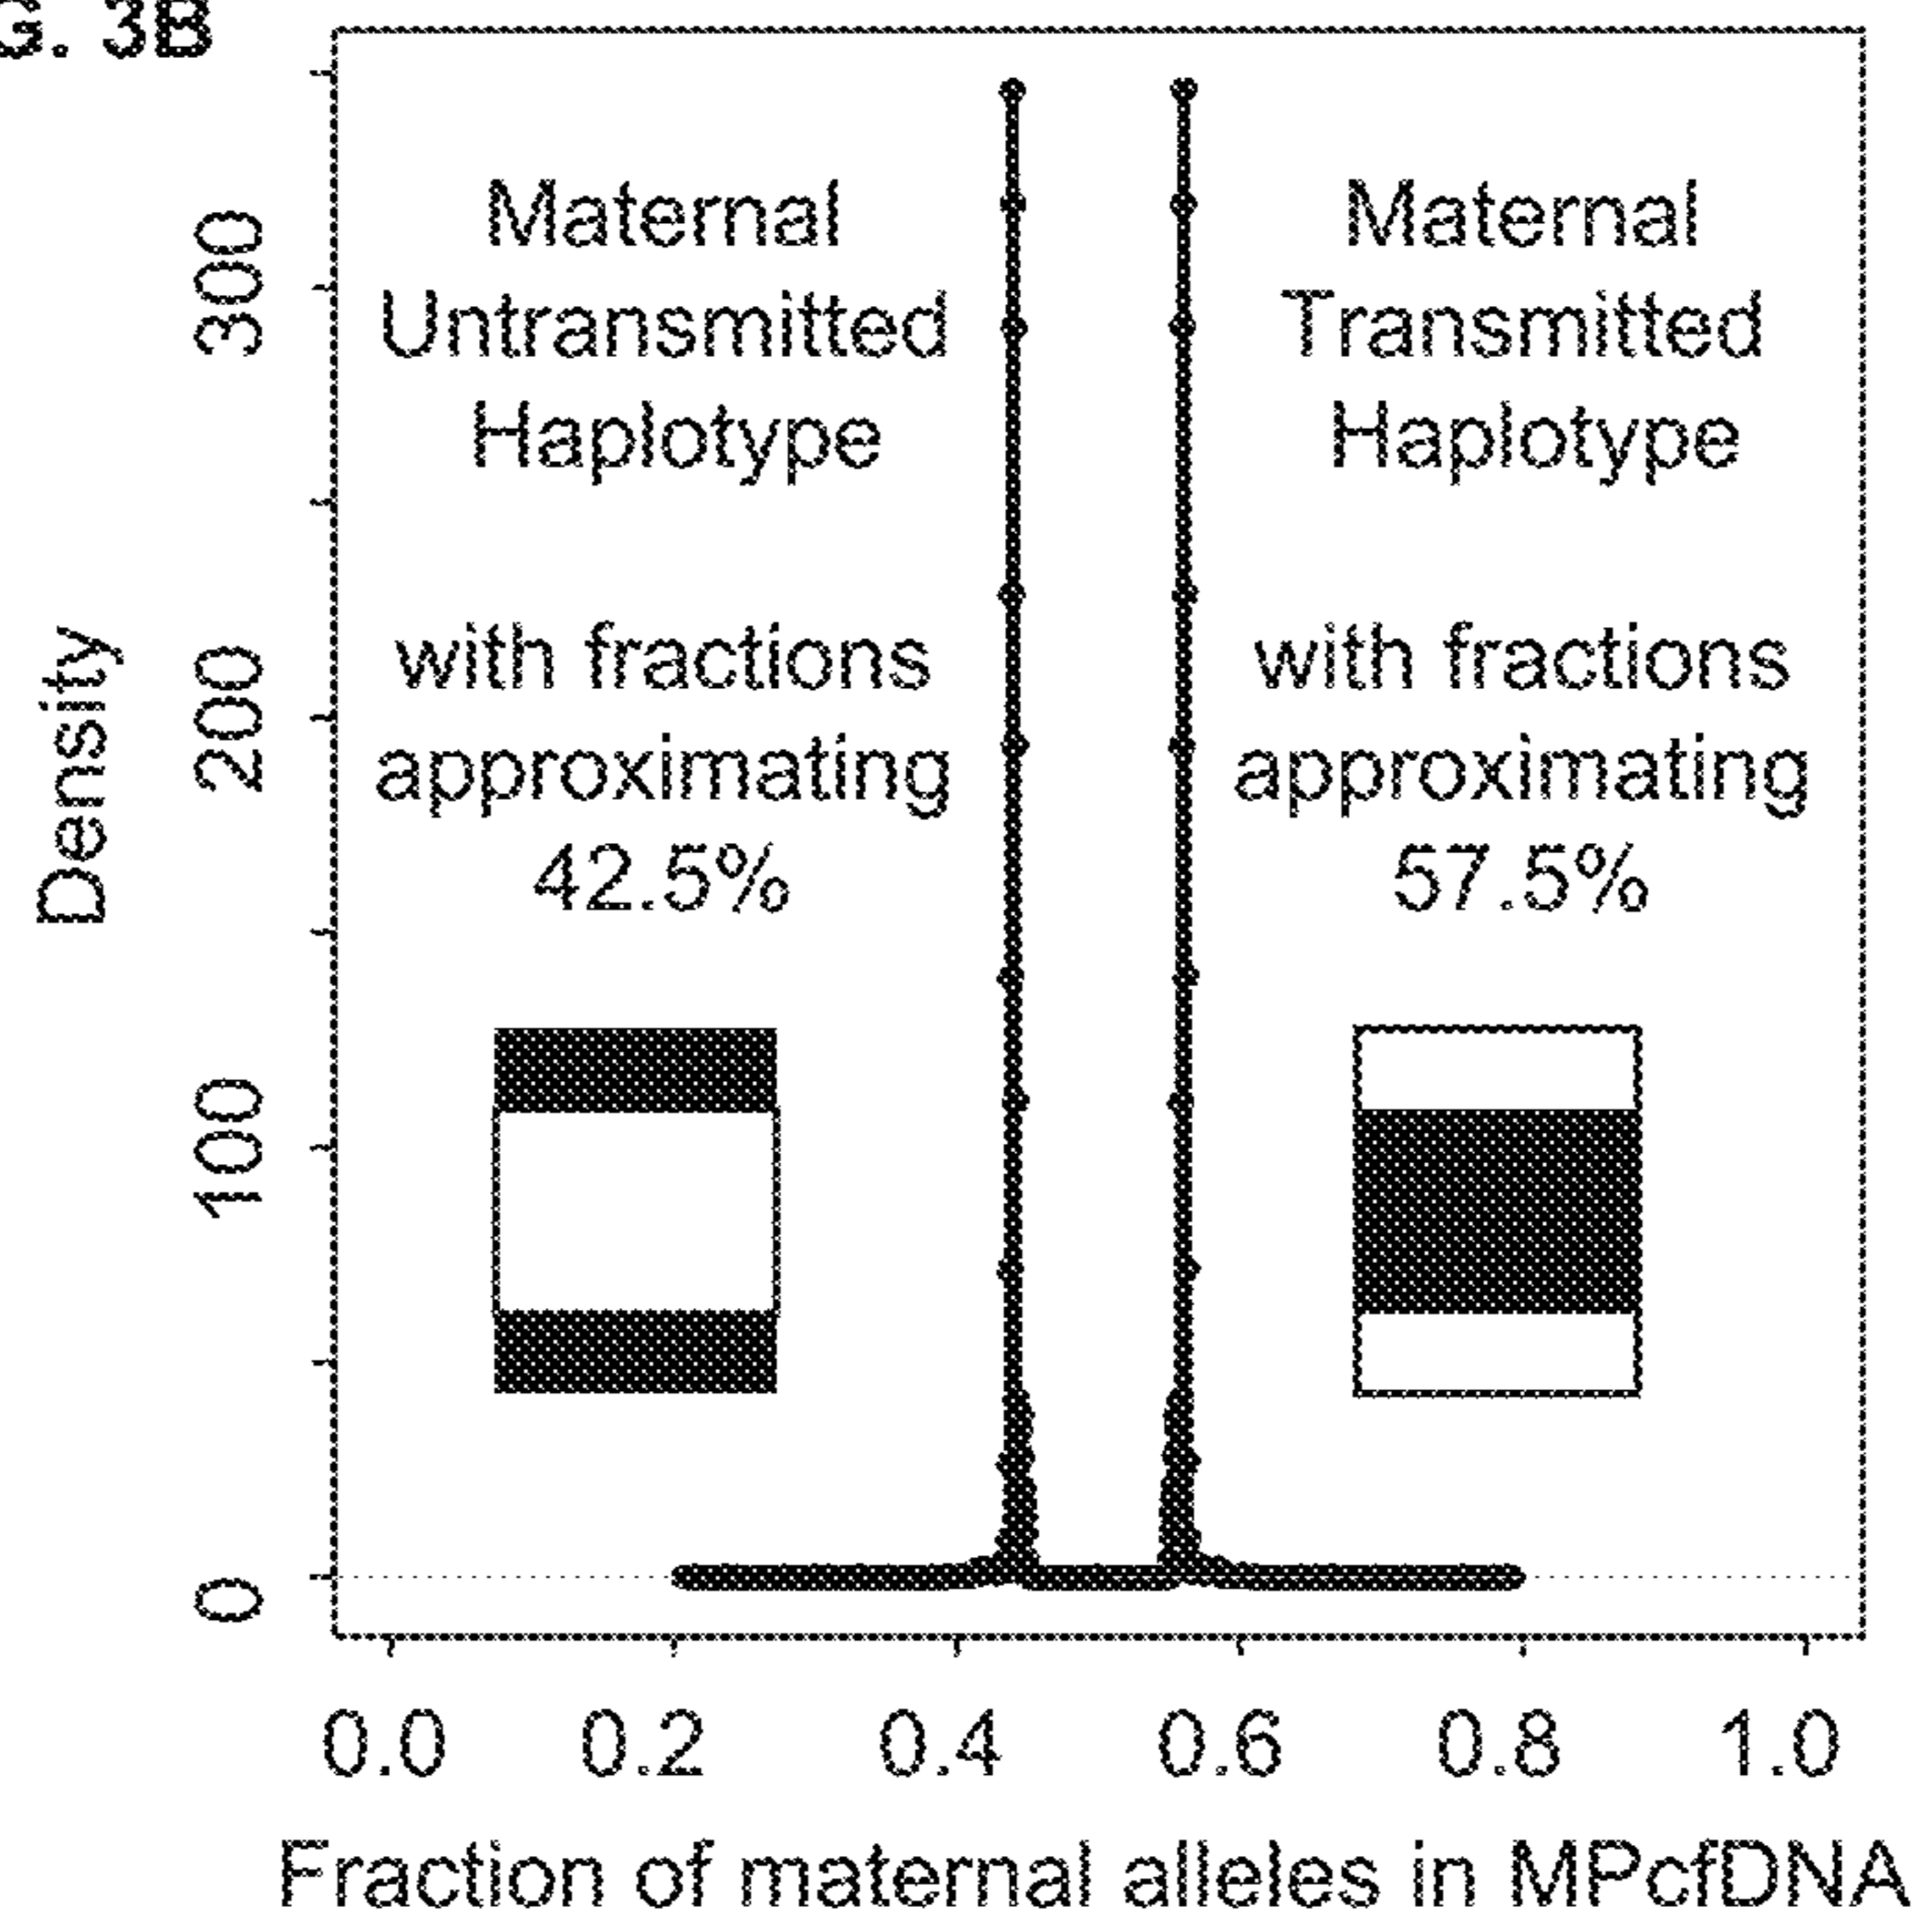 G. 3B
Maternal
Untransmitted
Haplotype
with fractions
approximating
42.5%
Maternal
Transmitted
Haplotype
with fractions
approximating
57.5%
Density
300
200
100
0
0.0 0.2 0.4 0.6 0.8 1.0
Fraction of maternal alleles in MPcfDNA